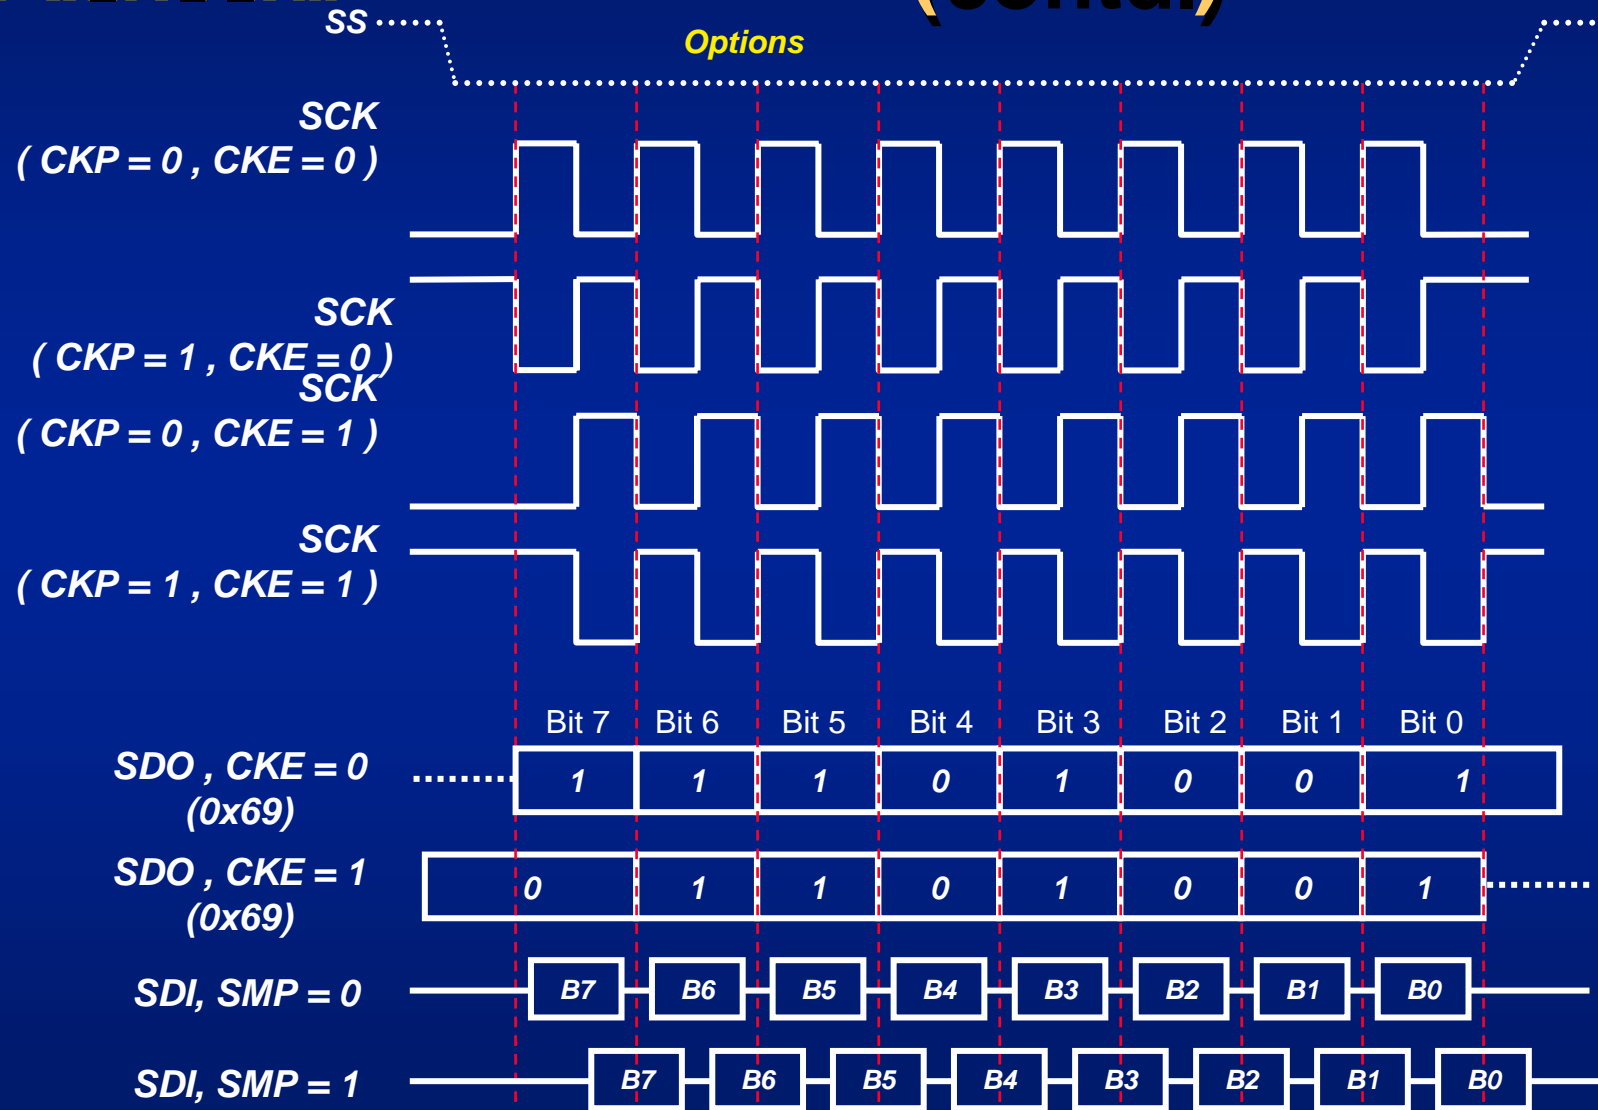 (contd.)
SS
Options
SCK
( CKP = 0 , CKE = 0 )
SCK
( CKP = 1 , CKE = 0 )
SCK
( CKP = 0 , CKE = 1 )
SCK
( CKP = 1 , CKE = 1 )
Bit 7 Bit 6 Bit 5 Bit 4 Bit 3 Bit 2 Bit 1 Bit 0
SDO , CKE = 0 1 1 1 0 1 0 0 1
(0x69)
SDO , CKE = 1 0 1 1 0 1 0 0 1
(0x69)
SDI, SMP = 0 B7 B6 B5 B4 B3 B2 B1 B0
SDI, SMP = 1 B7 B6 B5 B4 B3 B2 B1 B0